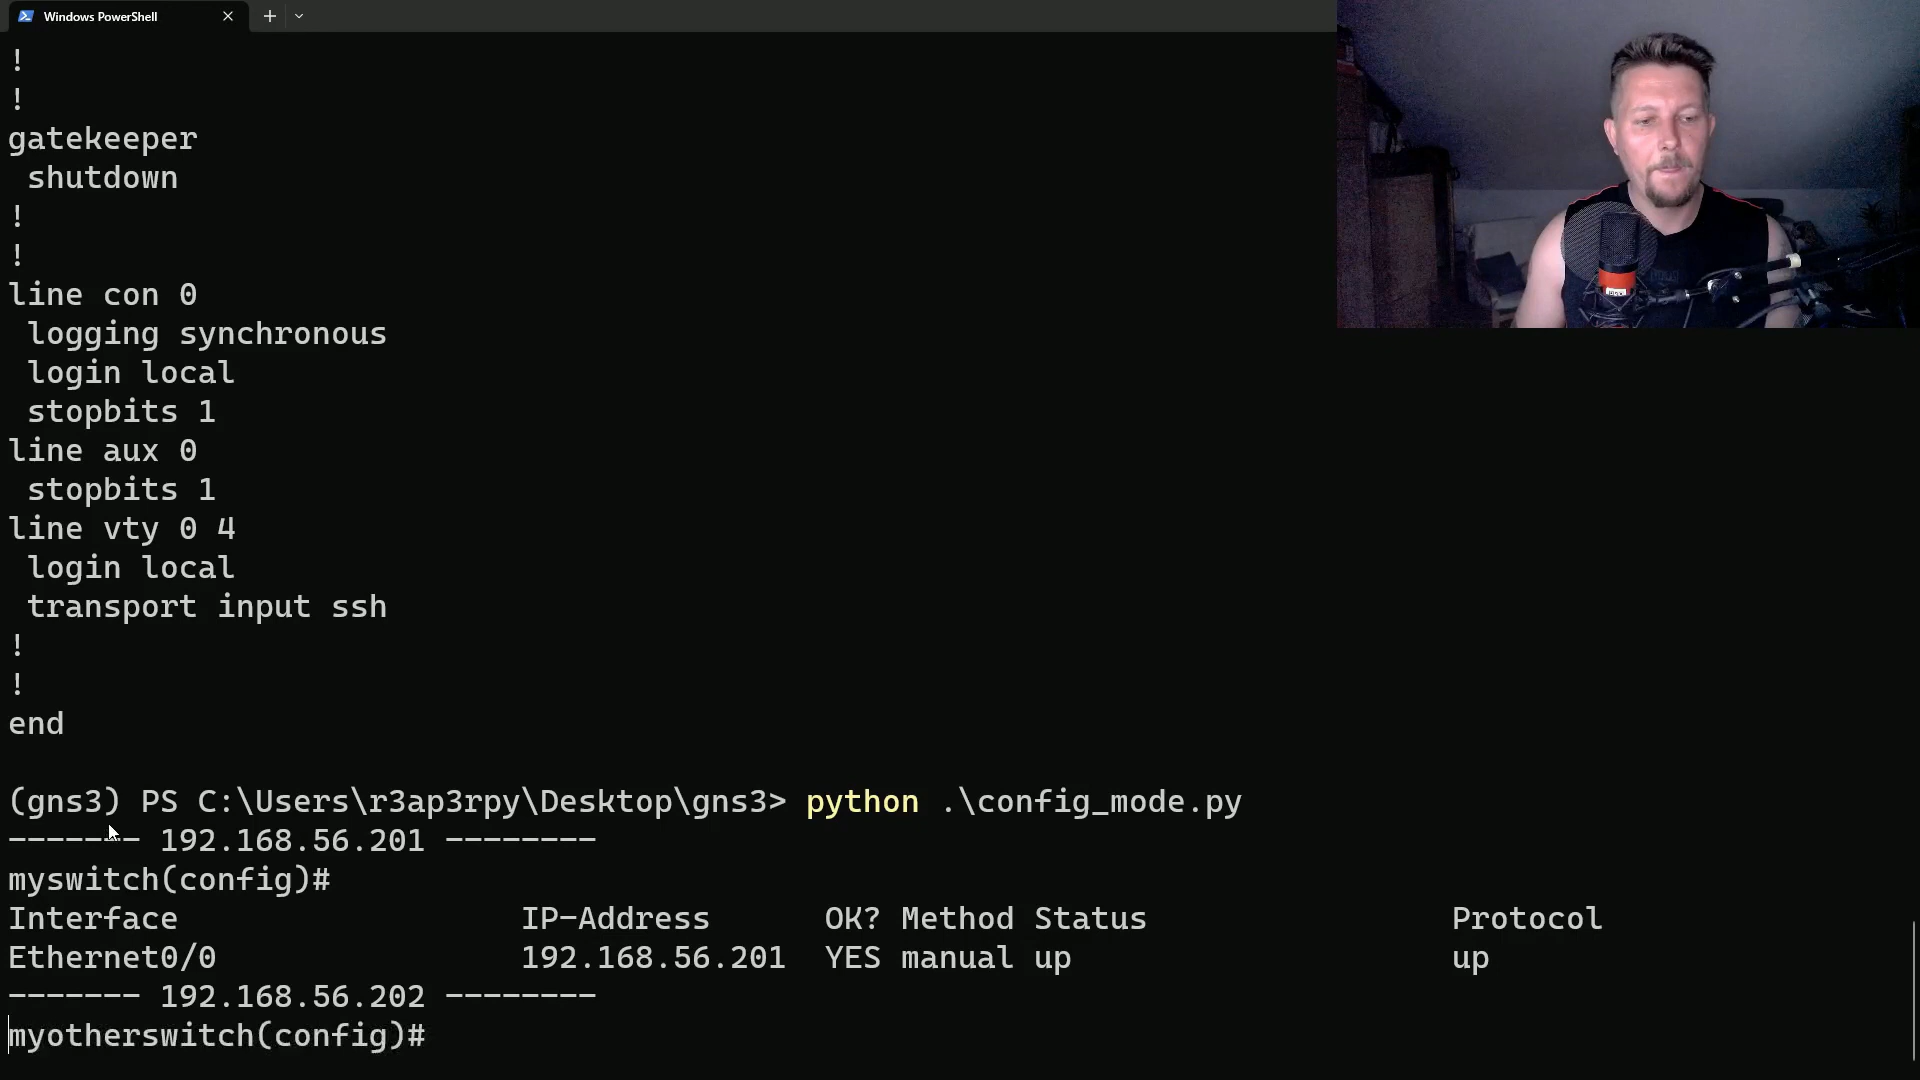 Windows PowerShell
!
!
gatekeeper
 shutdown
!
!
line con 0
 logging synchronous
 login local
 stopbits 1
line aux 0
 stopbits 1
line vty 0 4
 login local
 transport input ssh
!
!
end
(gns3) PS C:\Users\r3ap3rpy\Desktop\gns3> python .\config_mode.py
------- 192.168.56.201 --------
myswitch(config)#
Interface IP-Address OK? Method Status Protocol
Ethernet0/0 192.168.56.201 YES manual up up
------- 192.168.56.202 --------
myotherswitch(config)#